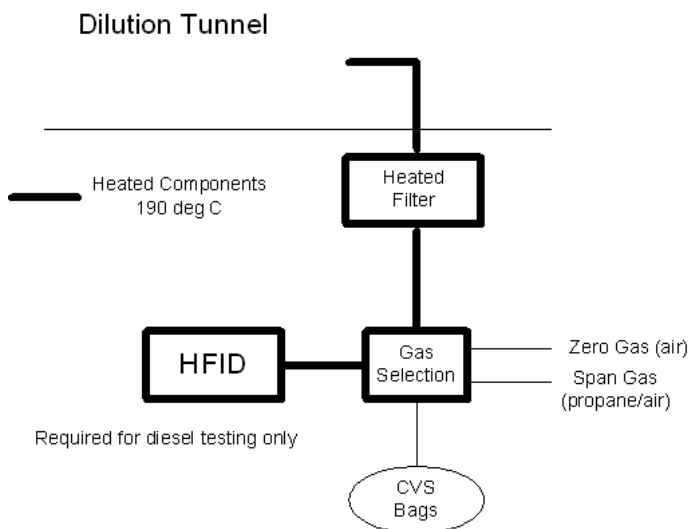 Dilution Tunnel
Heated Components
190 deg C
Heated
Filter
HFID
Gas
Selection
Zero Gas (air)
Span Gas
(propane/air)
Required for diesel testing only
CVS
Bags